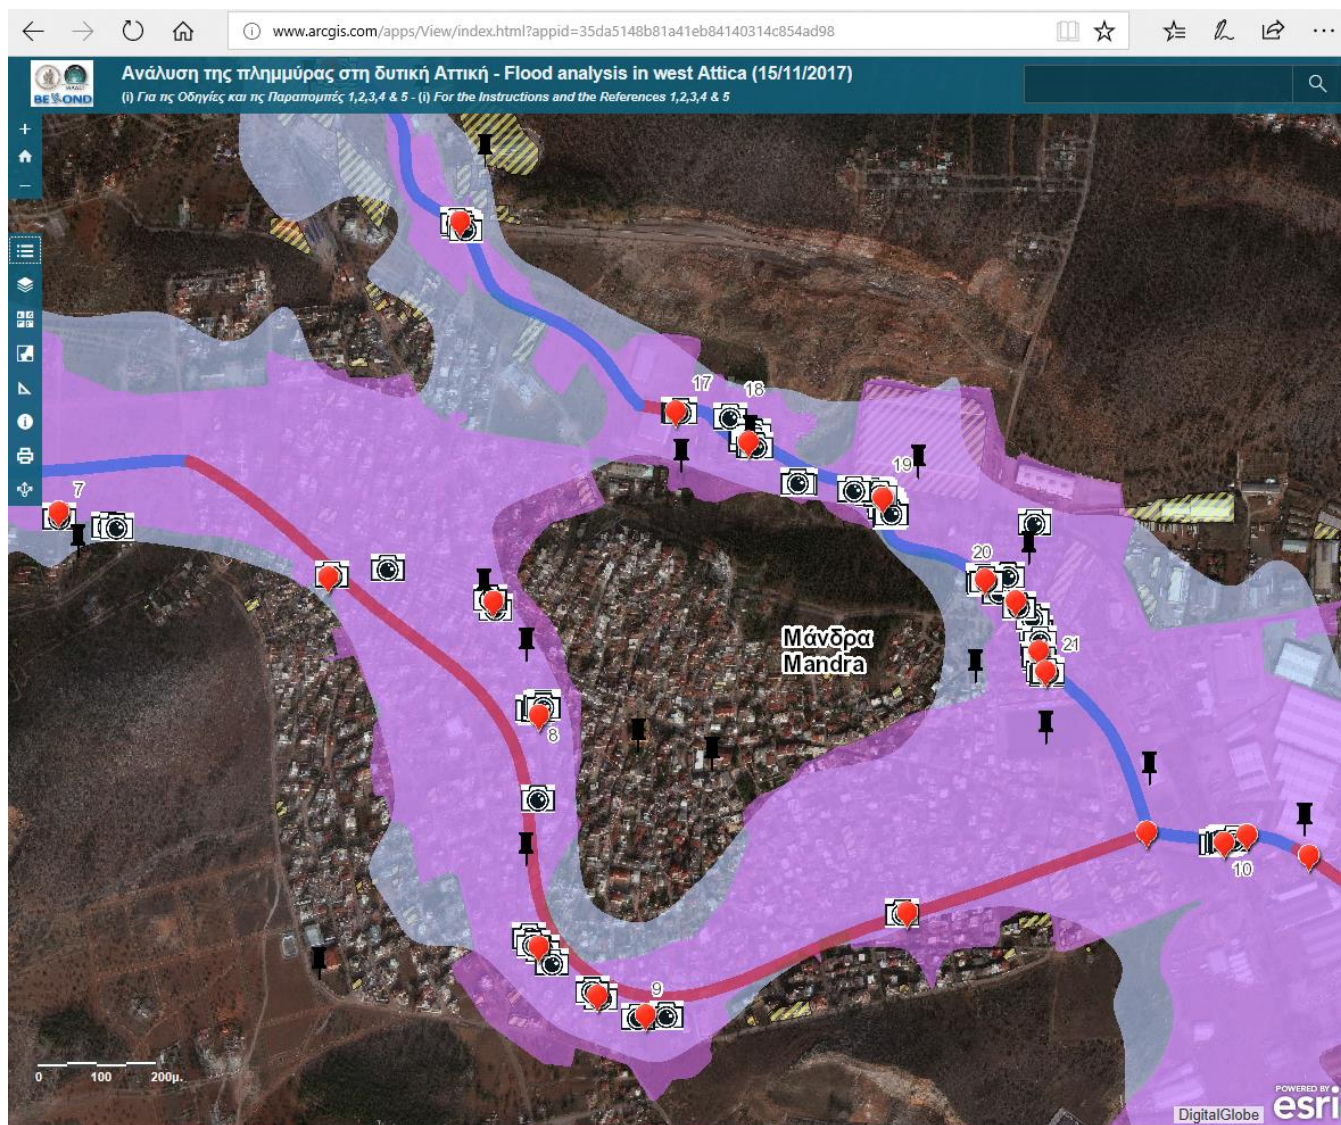 www.arcgis.com/apps/View/index.html?appid=35da5148b81a41eb84140314c854ad98
BEYOND
Ανάλυση της πλημμύρας στη δυτική Αττική - Flood analysis in west Attica (15/11/2017)
(i) Για τις Οδηγίες και τις Παραπομπές 1,2,3,4 & 5 - (i) For the Instructions and the References 1,2,3,4 & 5
17
18
19
7
20
Μάνδρα
Mandra
21
8
10
9
0 100 200μ.
POWERED BY
esri
DigitalGlobe